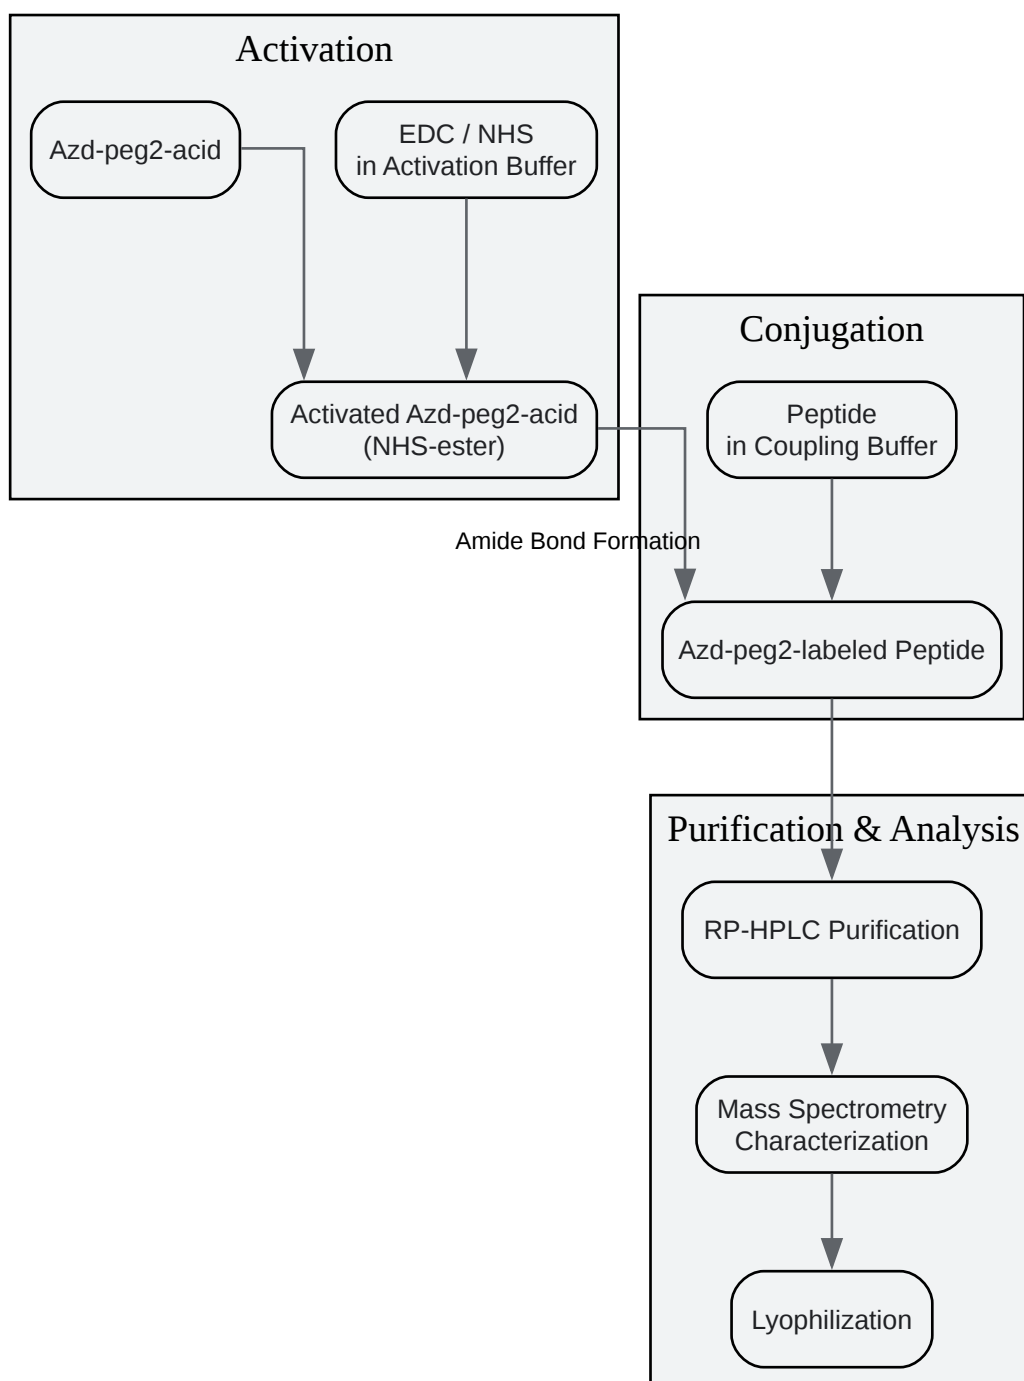 Activation
Azd-peg2-acid
EDC / NHS
in Activation Buffer
Activated Azd-peg2-acid
(NHS-ester)
Conjugation
Peptide
in Coupling Buffer
Amide Bond Formation
Azd-peg2-labeled Peptide
Purification & Analysis
RP-HPLC Purification
Mass Spectrometry
Characterization
Lyophilization